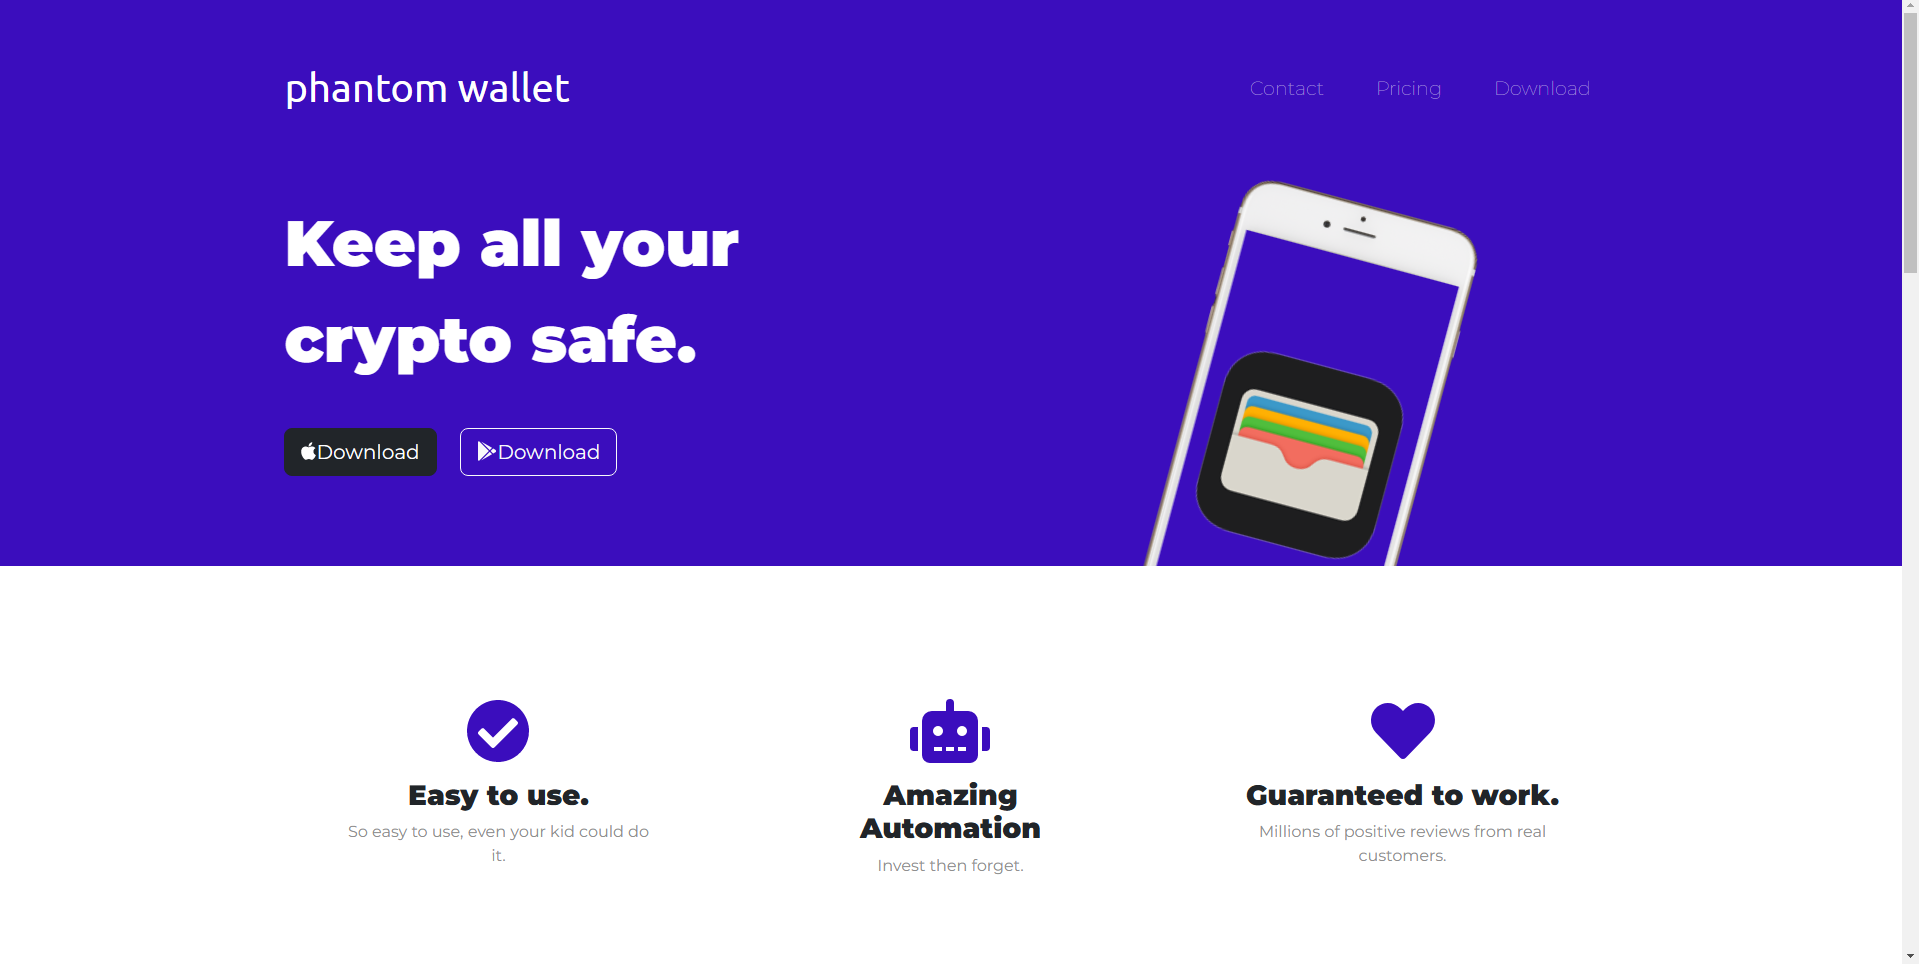 phantom wallet
Contact Pricing Download
Keep all your
crypto safe.
Download Download
Easy to use.
So easy to use, even your kid could do
it.
Amazing
Automation
Invest then forget.
Guaranteed to work.
Millions of positive reviews from real
customers.